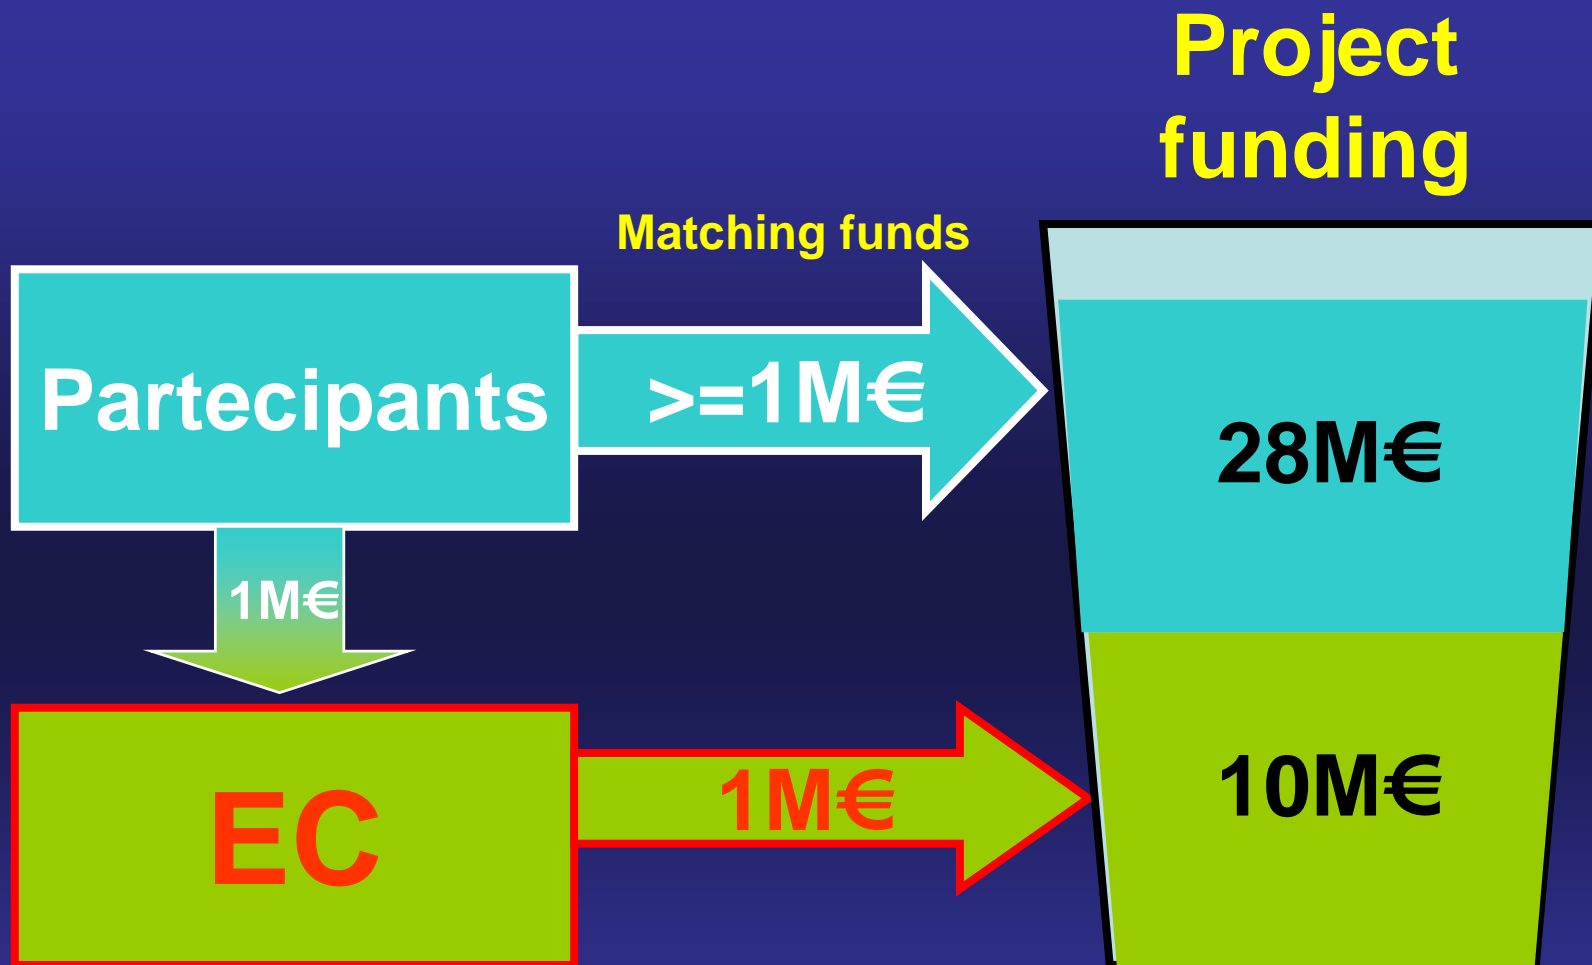 Project
funding
Matching funds
Partecipants
>=1M€
28M€
1M€
EC
1M€
10M€